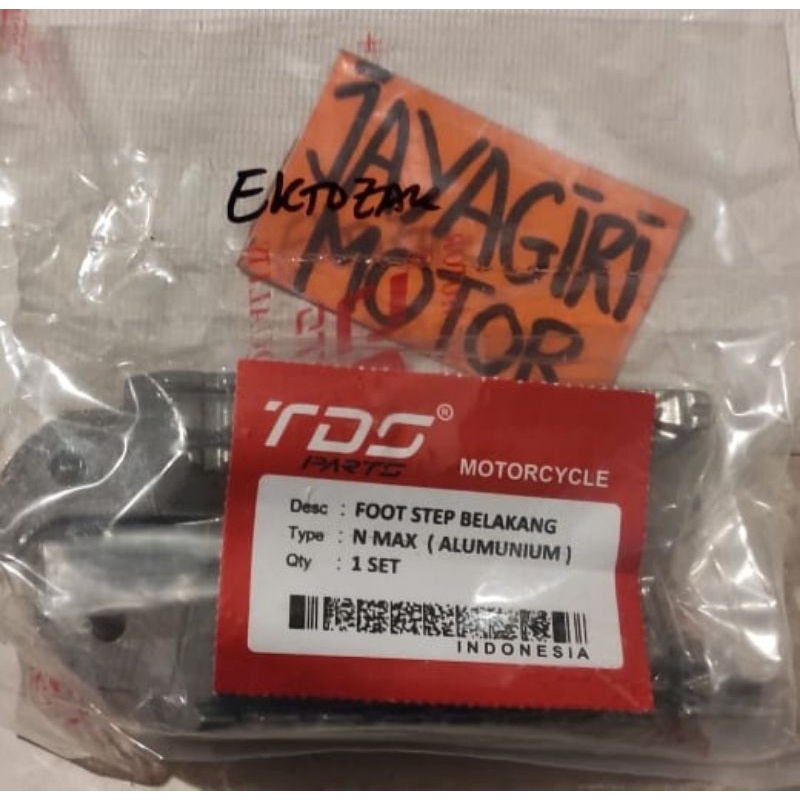 JAYAGIRI
MOTOR
EKTOZAK
TDS®
PARTS
MOTORCYCLE
Desc : FOOT STEP BELAKANG
Type : N MAX ( ALUMUNIUM )
Qty : 1 SET
INDONESIA